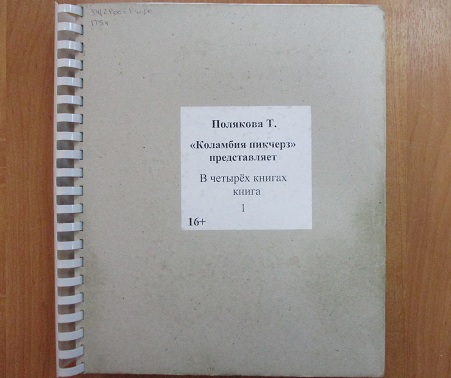 Полякова Т.
«Коламбия пикчерз»
представляет
В четырёх книгах
книга
1
16+